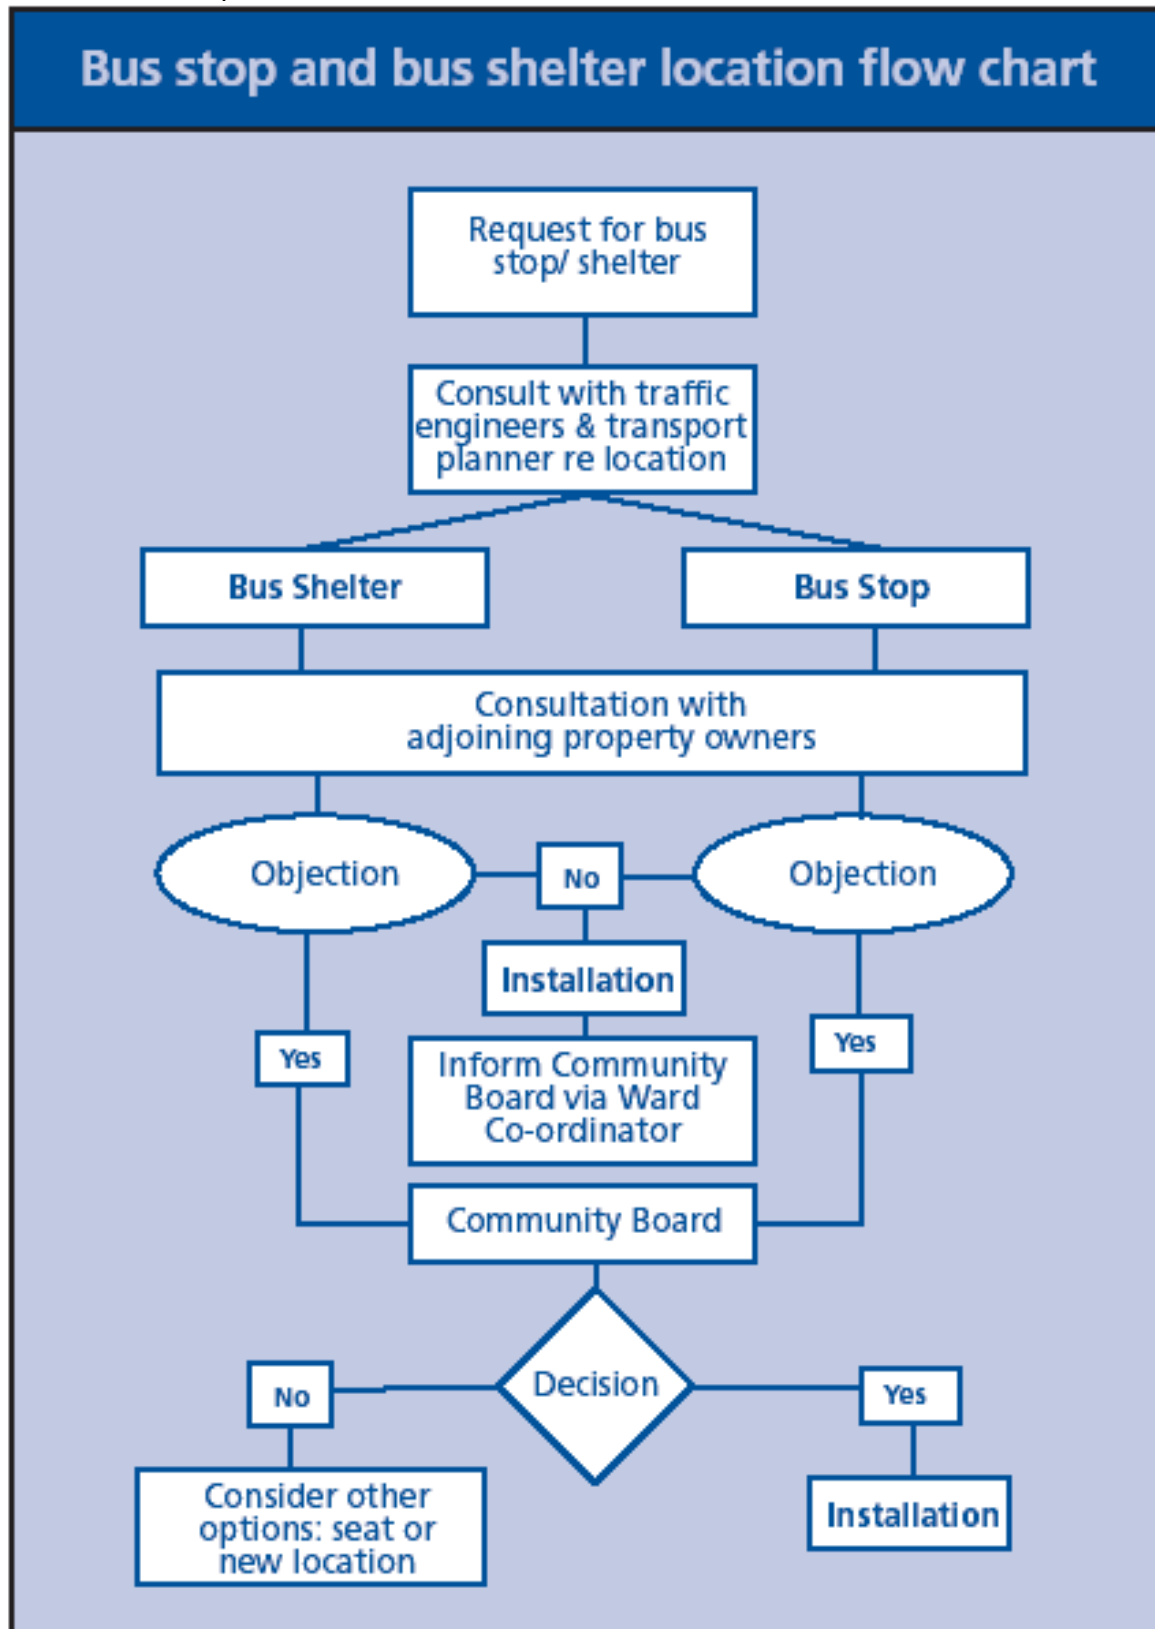 Bus stop and bus shelter location flow chart
Request for bus
stop/ shelter
Consult with traffic
engineers & transport
planner re location
Bus Shelter
Bus Stop
Consultation with
adjoining property owners
Objection
No
Objection
Installation
Yes
Yes
Inform Community
Board via Ward
Co-ordinator
Community Board
Decision
No
Yes
Consider other
options: seat or
new location
Installation